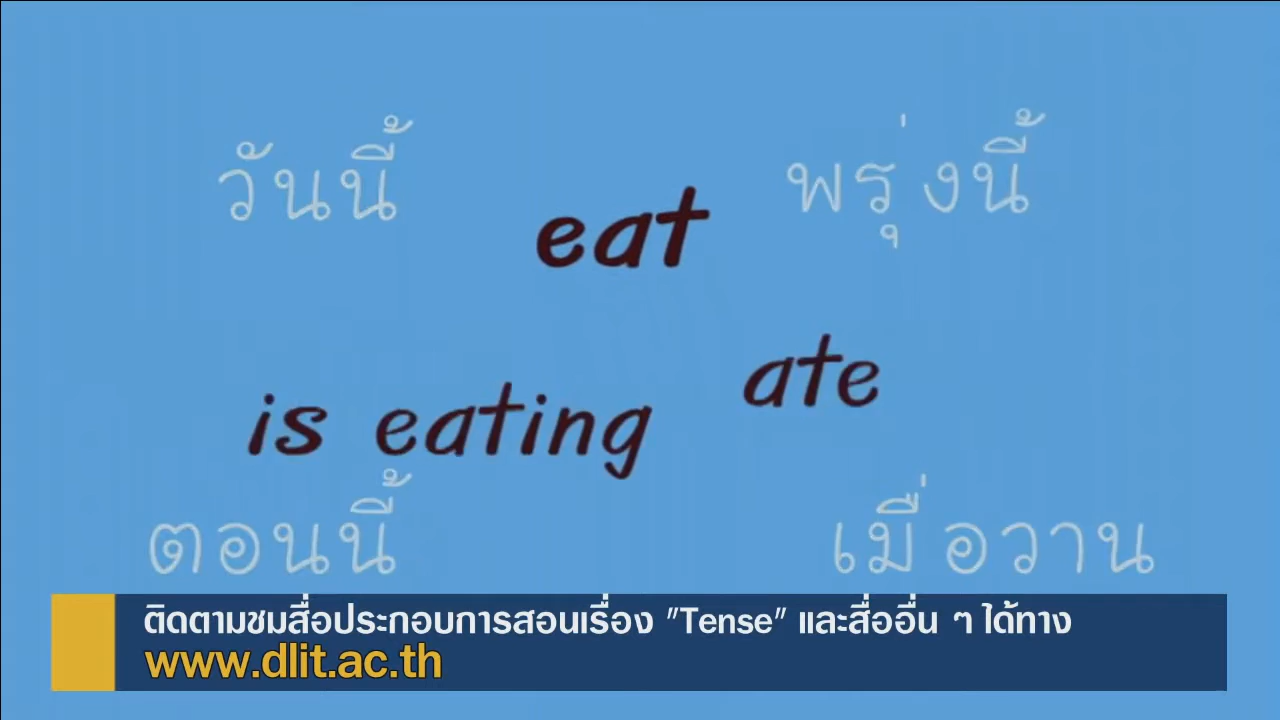 วันนี้
พรุ่งนี้
eat
ate
is eating
ตอนนี้
เมื่อวาน
ติดตามชมสื่อประกอบการสอนเรื่อง "Tense" และสื่ออื่น ๆ ได้ทาง
www.dlit.ac.th